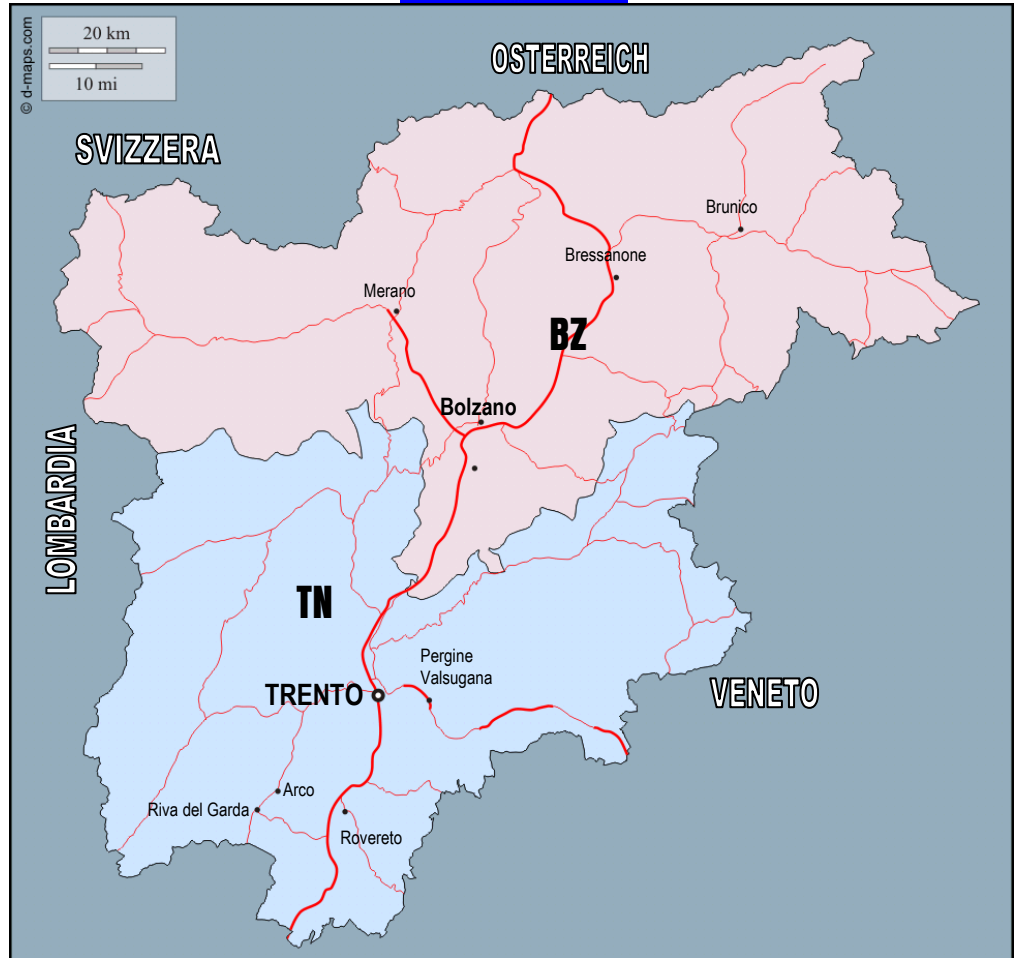 20 km
10 mi
© d-maps.com
OSTERREICH
SVIZZERA
Brunico
Bressanone
Merano
BZ
Bolzano
LOMBARDIA
TN
Pergine
Valsugana
TRENTO
VENETO
Arco
Riva del Garda
Rovereto